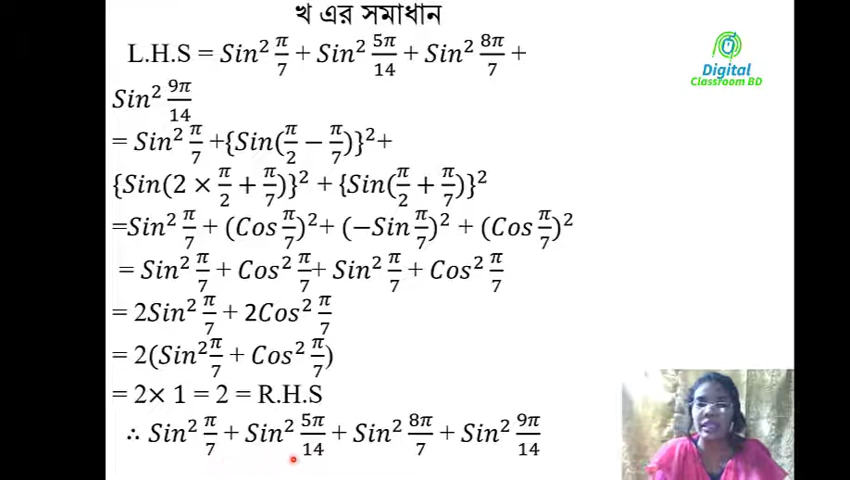 খ এর সমাধান
L.H.S = Sin² π/7 + Sin² 5π/14 + Sin² 8π/7 +
Sin² 9π/14
= Sin² π/7 +{Sin(π/2 − π/7)}²+
{Sin(2 × π/2 + π/7)}² + {Sin(π/2 + π/7)}²
=Sin² π/7 + (Cos π/7)²+ (−Sin π/7)² + (Cos π/7)²
= Sin² π/7 + Cos² π/7+ Sin² π/7 + Cos² π/7
= 2Sin² π/7 + 2Cos² π/7
= 2(Sin² π/7 + Cos² π/7)
= 2× 1 = 2 = R.H.S
∴ Sin² π/7 + Sin² 5π/14 + Sin² 8π/7 + Sin² 9π/14
Digital
Classroom BD